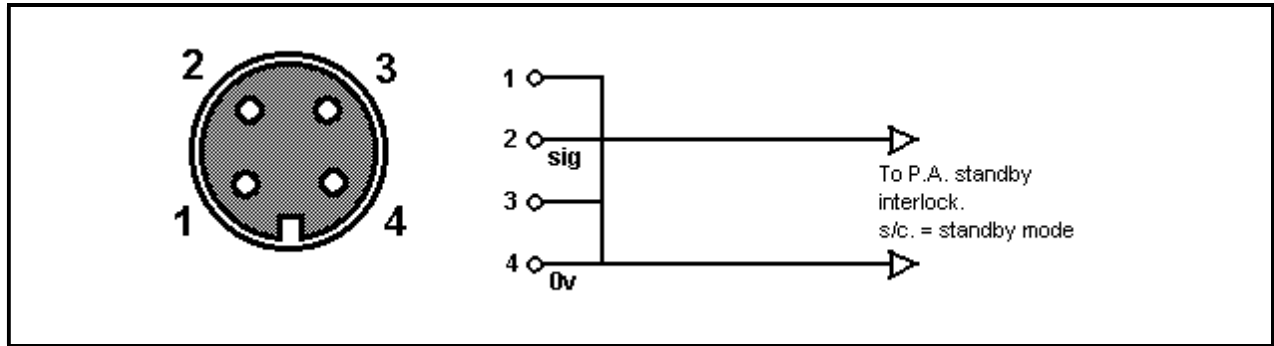 2
3
1
4
1
2
sig
3
4
0v
To P.A. standby
interlock.
s/c. = standby mode